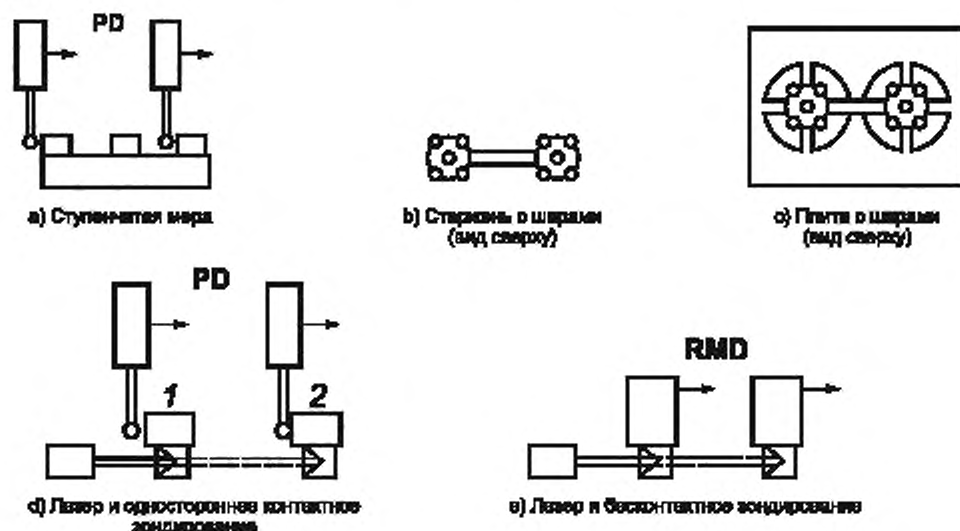 PD
a) Ступенчатая мера
b) Стержень с шарами
(вид сверху)
c) Плита с шарами
(вид сверху)
PD
1
2
d) Лазер и одностороннее контактное
зондирование
RMD
e) Лазер и бесконтактное зондирование